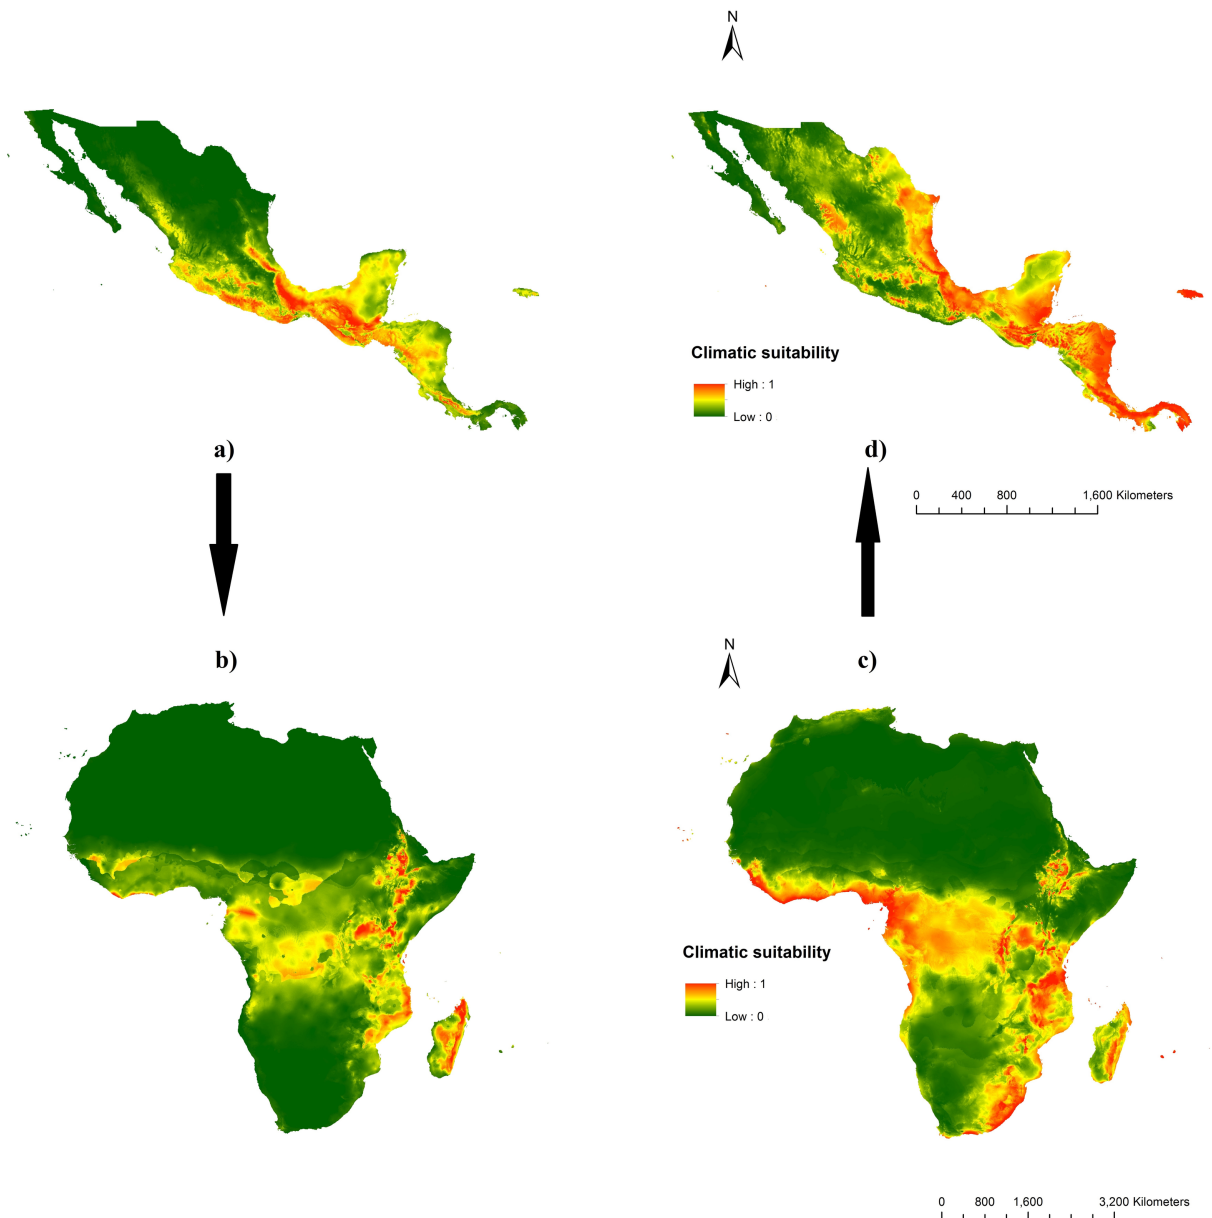 N
Climatic suitability
High : 1
Low : 0
a)
d)
0 400 800 1,600 Kilometers
b)
N
c)
Climatic suitability
High : 1
Low : 0
0 800 1,600 3,200 Kilometers